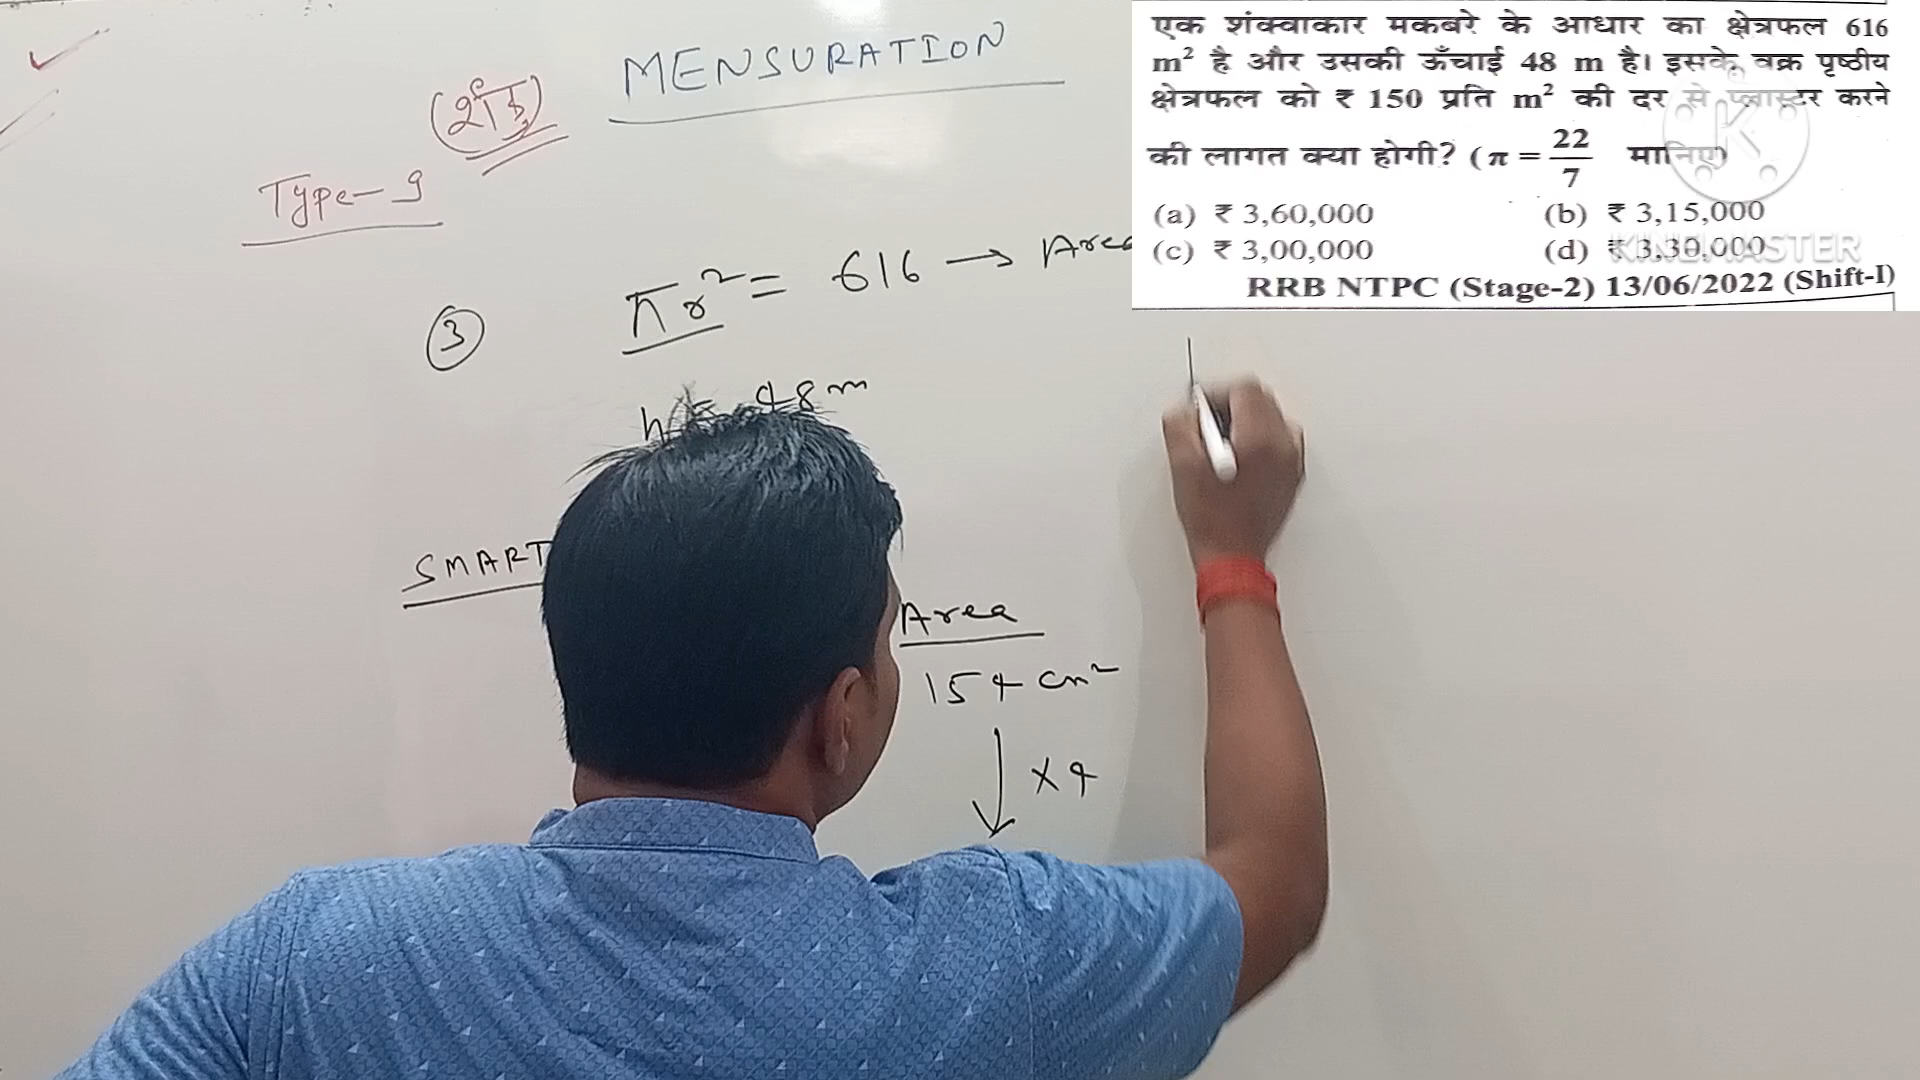 MENSURATION
(शंकु)
Type-9
एक शंक्वाकार मकबरे के आधार का क्षेत्रफल 616
m² है और उसकी ऊँचाई 48 m है। इसके वक्र पृष्ठीय
क्षेत्रफल को ₹ 150 प्रति m² की दर से प्लास्टर करने
की लागत क्या होगी? (π = 22/7 मानिए)
(a) ₹ 3,60,000 (b) ₹ 3,15,000
(c) ₹ 3,00,000 (d) ₹ 3,30,000
RRB NTPC (Stage-2) 13/06/2022 (Shift-I)
KINEMASTER
③ πr² = 616 → Area
h = 48m
SMART
Area
154 cm²
×4